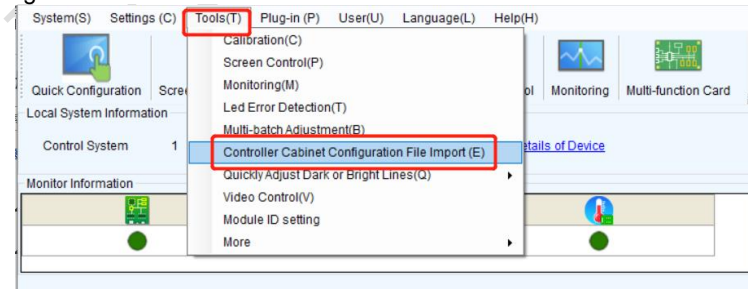 System(S) Settings (C) Tools(T) Plug-in (P) User(U) Language(L) Help(H)
Calibration(C)
Screen Control(P)
Monitoring(M)
Led Error Detection(T)
Multi-batch Adjustment(B)
Controller Cabinet Configuration File Import (E)
Quickly Adjust Dark or Bright Lines(Q)
Video Control(V)
Module ID setting
More
Quick Configuration Monitoring Multi-function Card
Local System Information
Control System 1 Details of Device
Monitor Information